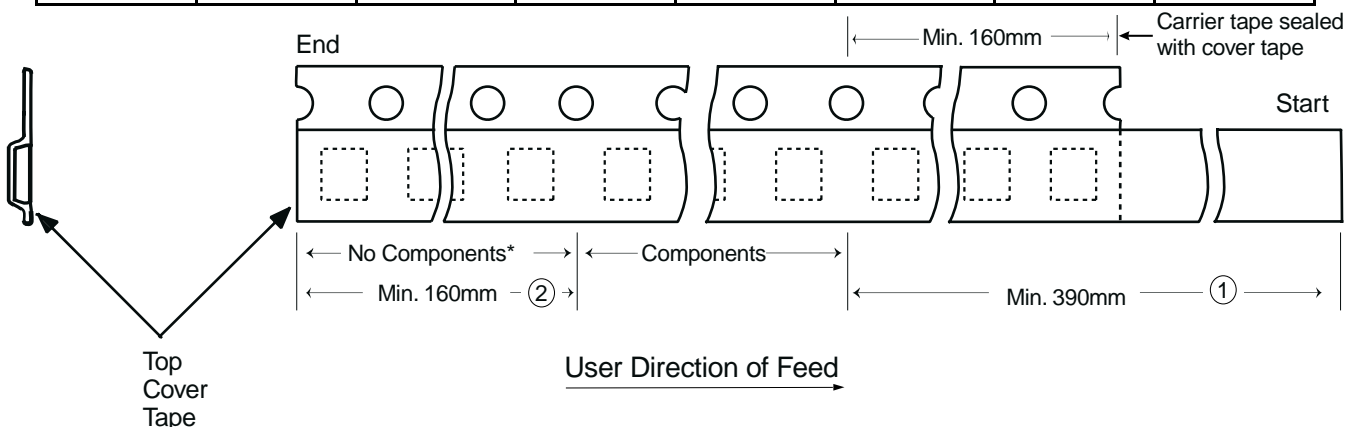 Min. 160mm
Carrier tape sealed
with cover tape
End
Start
No Components*
Components
Min. 160mm
②
Min. 390mm
①
Top
Cover
Tape
User Direction of Feed